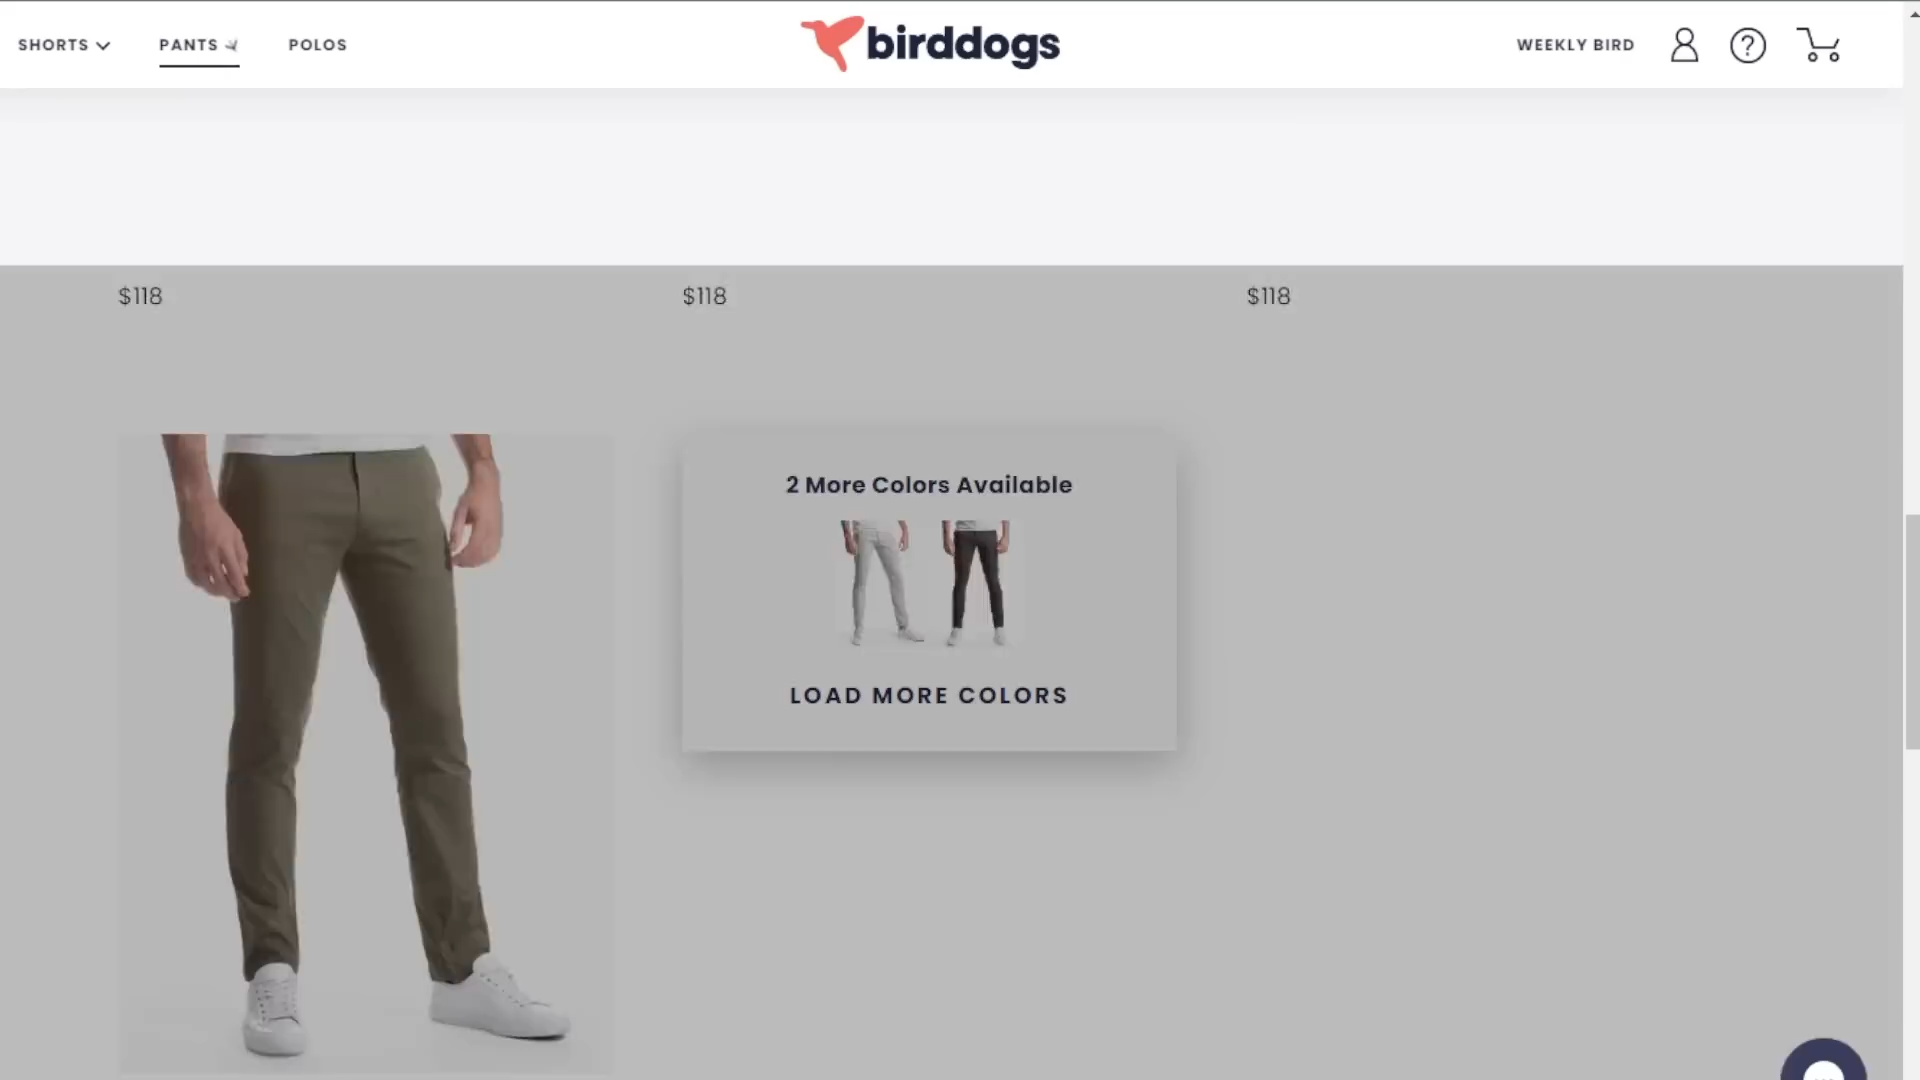 SHORTS
PANTS
POLOS
birddogs
WEEKLY BIRD
?
$118
$118
$118
2 More Colors Available
LOAD MORE COLORS